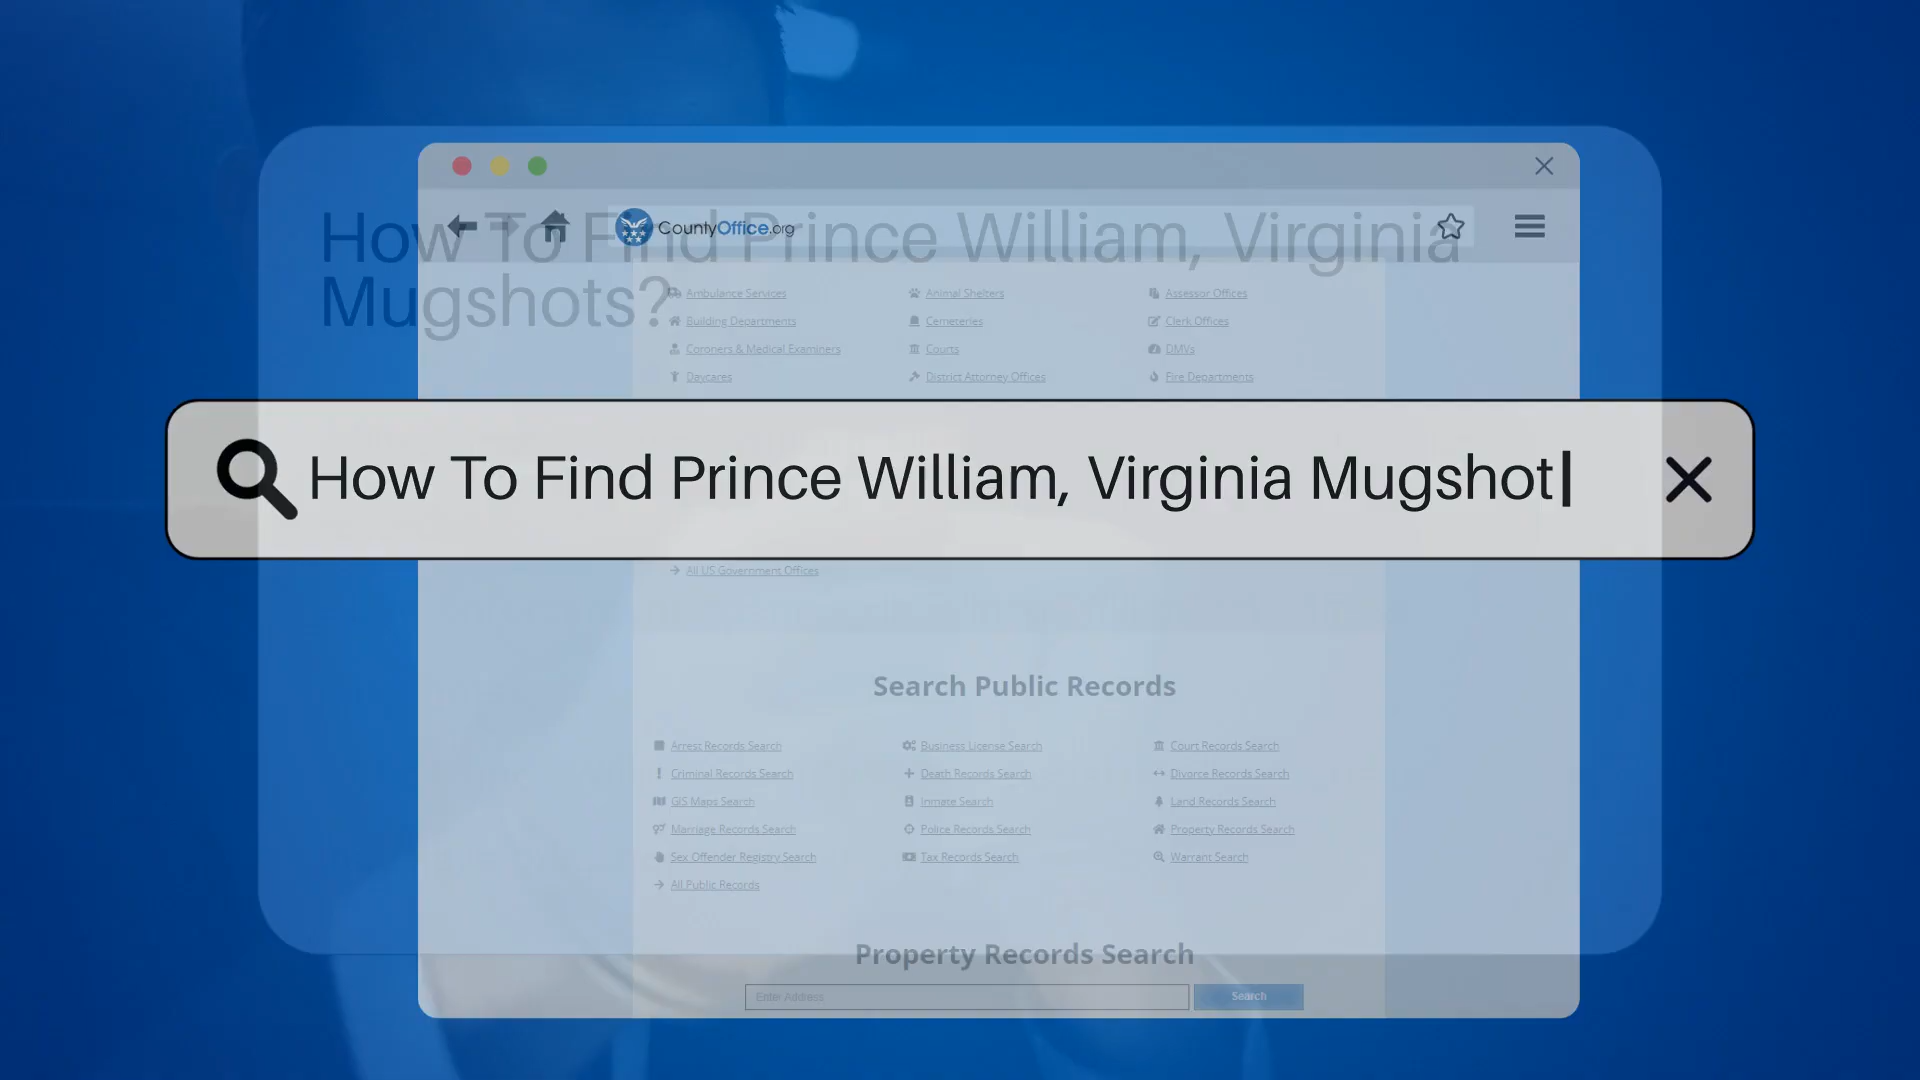 CountyOffice.org
How To Find Prince William, Virginia
Mugshots?
Ambulance Services
Animal Shelters
Assessor Offices
Building Departments
Cemeteries
Clerk Offices
Coroners & Medical Examiners
Courts
DMVs
Daycares
District Attorney Offices
Fire Departments
How To Find Prince William, Virginia Mugshot
All US Government Offices
Search Public Records
Arrest Records Search
Business License Search
Court Records Search
Criminal Records Search
Death Records Search
Divorce Records Search
GIS Maps Search
Inmate Search
Land Records Search
Marriage Records Search
Police Records Search
Property Records Search
Sex Offender Registry Search
Tax Records Search
Warrant Search
All Public Records
Property Records Search
Enter Address
Search